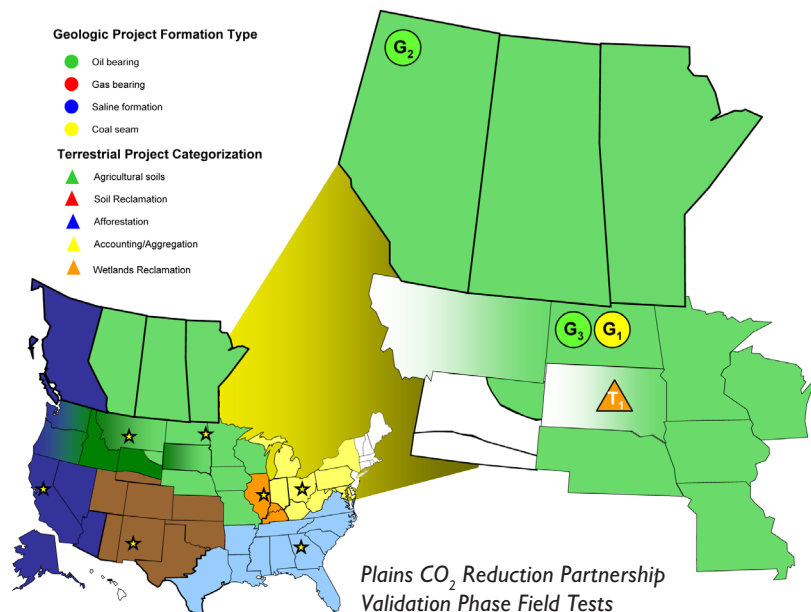 Geologic Project Formation Type
Oil bearing
Gas bearing
Saline formation
Coal seam
Terrestrial Project Categorization
Agricultural soils
Soil Reclamation
Afforestation
Accounting/Aggregation
Wetlands Reclamation
G₂
G₃ G₁
T₁
Plains CO₂ Reduction Partnership
Validation Phase Field Tests